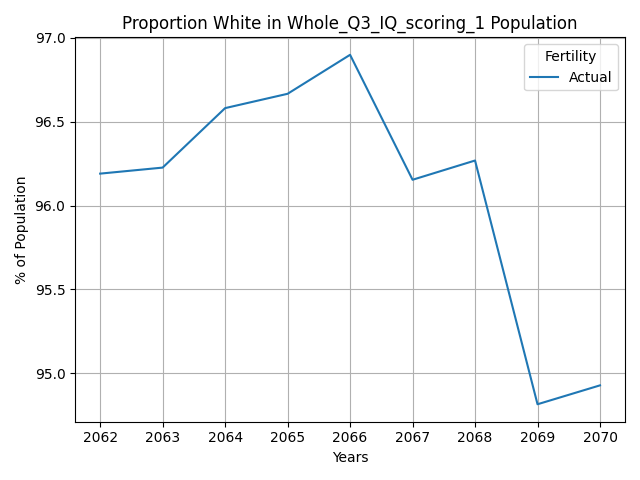 Proportion White in Whole_Q3_IQ_scoring_1 Population
Fertility
Actual
% of Population
97.0
96.5
96.0
95.5
95.0
2062 2063 2064 2065 2066 2067 2068 2069 2070
Years